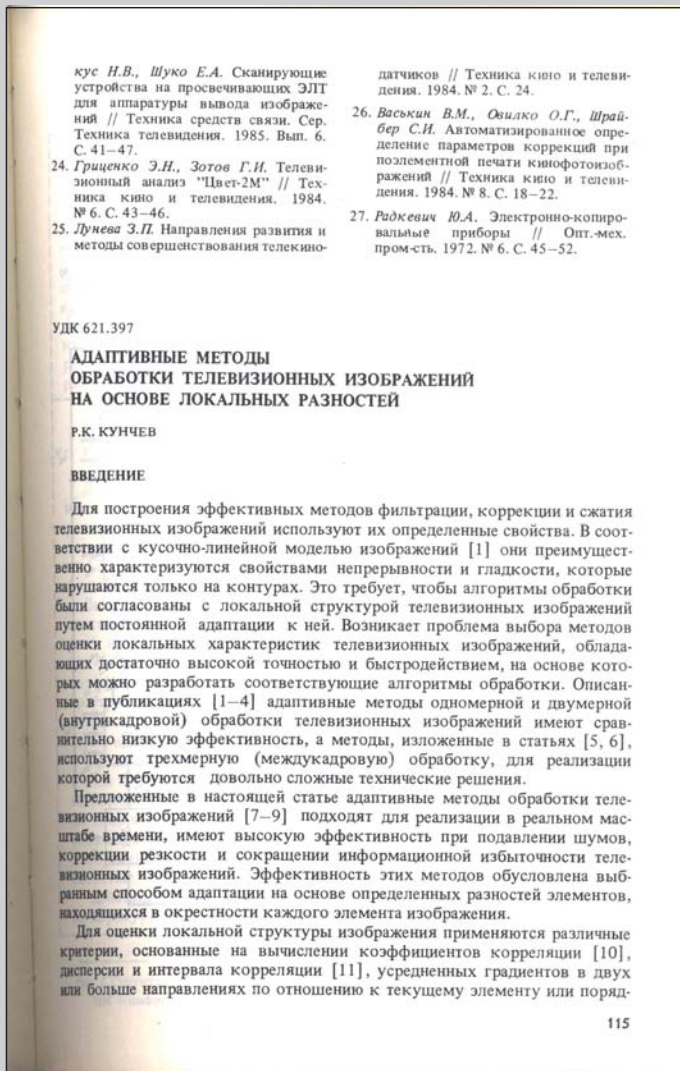 кус Н.В., Шуко Е.А. Сканирующие
устройства на просвечивающих ЭЛТ
для аппаратуры вывода изображе-
ний // Техника средств связи. Сер.
Техника телевидения. 1985. Вып. 6.
С. 41–47.
24. Гриценко Э.Н., Зотов Г.И. Телеви-
зионный анализ "Цвет-2М" // Тех-
ника кино и телевидения. 1984.
№ 6. С. 43–46.
25. Лунева З.П. Направления развития и
методы совершенствования телекино-
датчиков // Техника кино и телеви-
дения. 1984. № 2. С. 24.
26. Васькин В.М., Овилко О.Г., Шрай-
бер С.И. Автоматизированное опре-
деление параметров коррекций при
поэлементной печати кинофотоизоб-
ражений // Техника кино и телеви-
дения. 1984. № 8. С. 18–22.
27. Радкевич Ю.А. Электронно-копиро-
вальные приборы // Опт.-мех.
пром-сть. 1972. № 6. С. 45–52.
УДК 621.397
АДАПТИВНЫЕ МЕТОДЫ
ОБРАБОТКИ ТЕЛЕВИЗИОННЫХ ИЗОБРАЖЕНИЙ
НА ОСНОВЕ ЛОКАЛЬНЫХ РАЗНОСТЕЙ
Р.К. КУНЧЕВ
ВВЕДЕНИЕ
Для построения эффективных методов фильтрации, коррекции и сжатия
телевизионных изображений используют их определенные свойства. В соот-
ветствии с кусочно-линейной моделью изображений [1] они преимущест-
венно характеризуются свойствами непрерывности и гладкости, которые
нарушаются только на контурах. Это требует, чтобы алгоритмы обработки
были согласованы с локальной структурой телевизионных изображений
путем постоянной адаптации к ней. Возникает проблема выбора методов
оценки локальных характеристик телевизионных изображений, облада-
ющих достаточно высокой точностью и быстродействием, на основе кото-
рых можно разработать соответствующие алгоритмы обработки. Описан-
ные в публикациях [1–4] адаптивные методы одномерной и двумерной
(внутрикадровой) обработки телевизионных изображений имеют срав-
нительно низкую эффективность, а методы, изложенные в статьях [5, 6],
используют трехмерную (междукадровую) обработку, для реализации
которой требуются довольно сложные технические решения.
Предложенные в настоящей статье адаптивные методы обработки теле-
визионных изображений [7–9] подходят для реализации в реальном мас-
штабе времени, имеют высокую эффективность при подавлении шумов,
коррекции резкости и сокращении информационной избыточности теле-
визионных изображений. Эффективность этих методов обусловлена выб-
ранным способом адаптации на основе определенных разностей элементов,
находящихся в окрестности каждого элемента изображения.
Для оценки локальной структуры изображения применяются различные
критерии, основанные на вычислении коэффициентов корреляции [10],
дисперсии и интервала корреляции [11], усредненных градиентов в двух
или больше направлениях по отношению к текущему элементу или поряд-
115